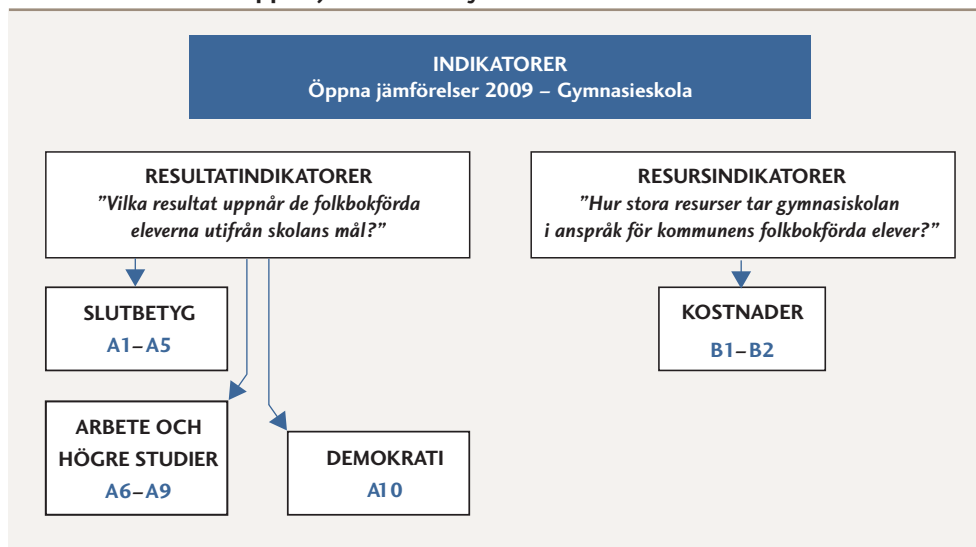 INDIKATORER
Öppna jämförelser 2009 – Gymnasieskola
RESULTATINDIKATORER
”Vilka resultat uppnår de folkbokförda
eleverna utifrån skolans mål?”
RESURSINDIKATORER
”Hur stora resurser tar gymnasiskolan
i anspråk för kommunens folkbokförda elever?”
SLUTBETYG
A1–A5
KOSTNADER
B1–B2
ARBETE OCH
HÖGRE STUDIER
A6–A9
DEMOKRATI
A10